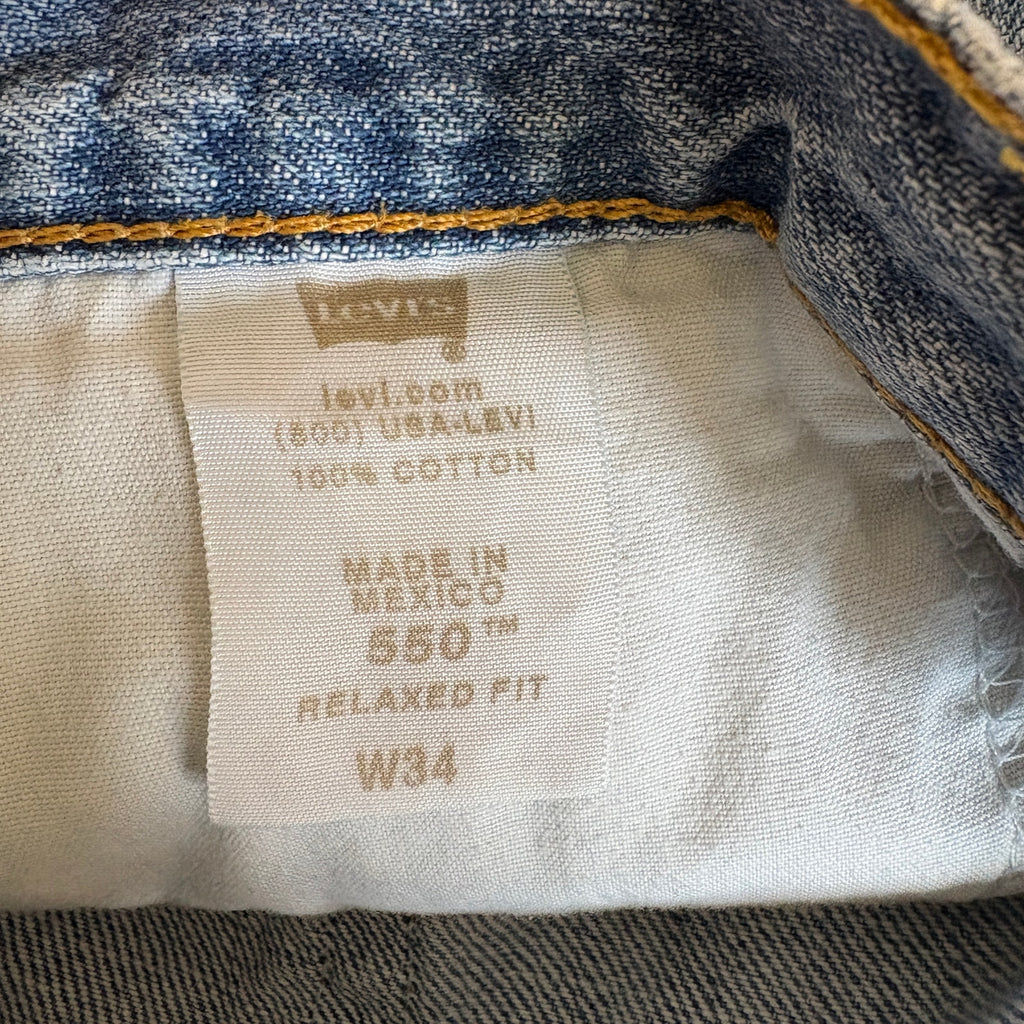 Levi's
®
levi.com
(800) USA-LEVI
100% COTTON
MADE IN
MEXICO
550™
RELAXED FIT
W34